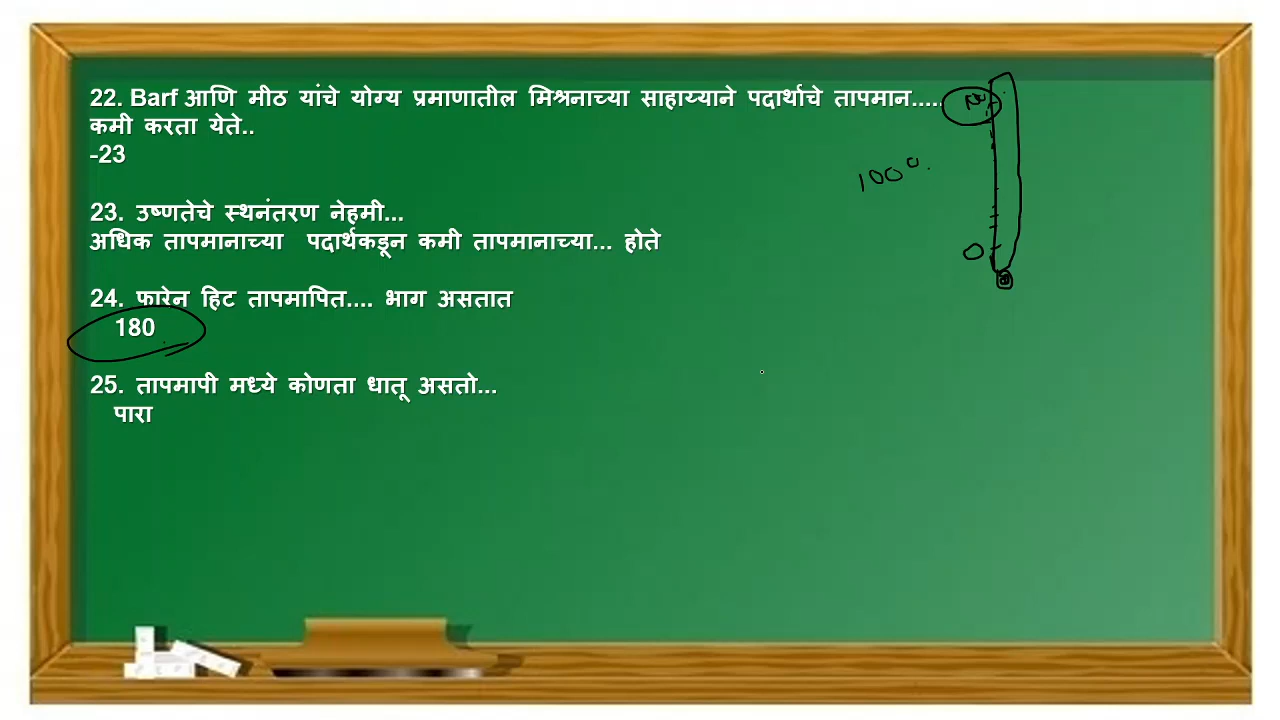 22. Barf आणि मीठ यांचे योग्य प्रमाणातील मिश्रनाच्या साहाय्याने पदार्थाचे तापमान.....
कमी करता येते..
-23
23. उष्णतेचे स्थनंतरण नेहमी...
अधिक तापमानाच्या पदार्थकडून कमी तापमानाच्या... होते
24. फारेन हिट तापमापित.... भाग असतात
180
25. तापमापी मध्ये कोणता धातू असतो...
पारा
100°
0